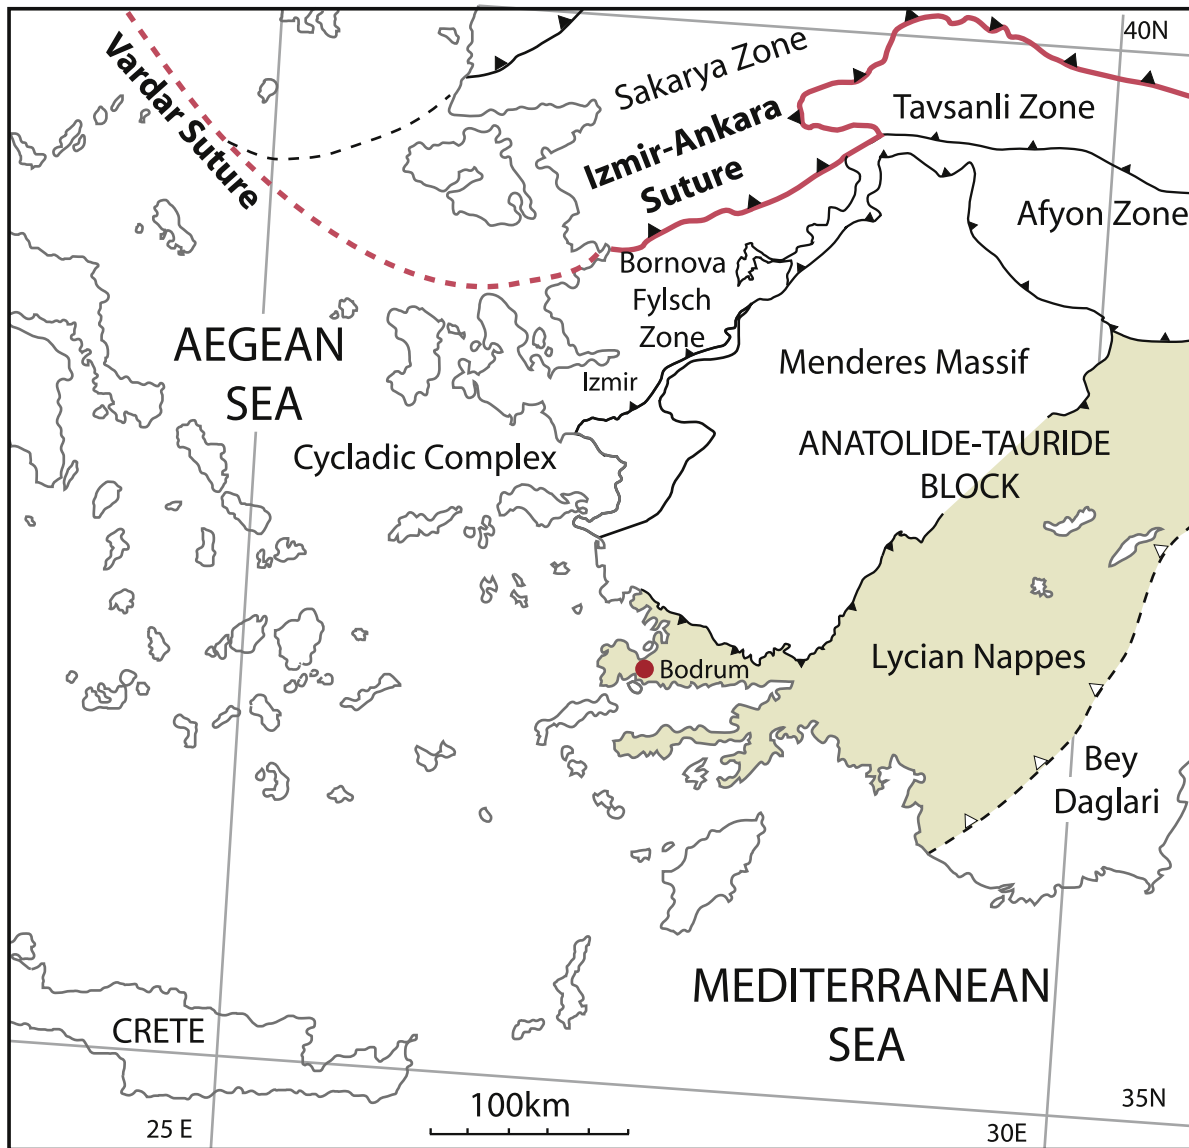 40N
Vardar Suture
Sakarya Zone
Izmir-Ankara
Suture
Tavsanli Zone
Afyon Zone
Bornova
Fylsch
Zone
AEGEAN
SEA
Izmir
Menderes Massif
Cycladic Complex
ANATOLIDE-TAURIDE
BLOCK
Lycian Nappes
Bodrum
Bey
Daglari
MEDITERRANEAN
SEA
CRETE
100km
35N
25 E
30E